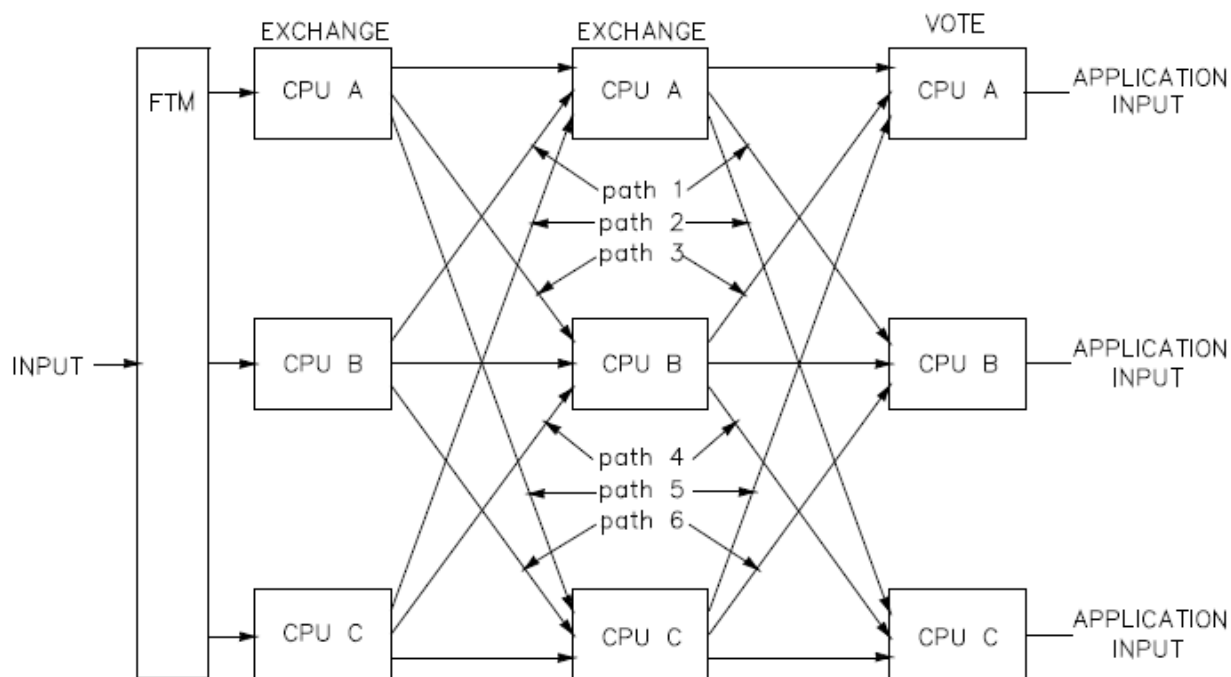 EXCHANGE
EXCHANGE
VOTE
FTM
CPU A
CPU A
CPU A
APPLICATION
INPUT
path 1
path 2
path 3
INPUT
CPU B
CPU B
CPU B
APPLICATION
INPUT
path 4
path 5
path 6
CPU C
CPU C
CPU C
APPLICATION
INPUT